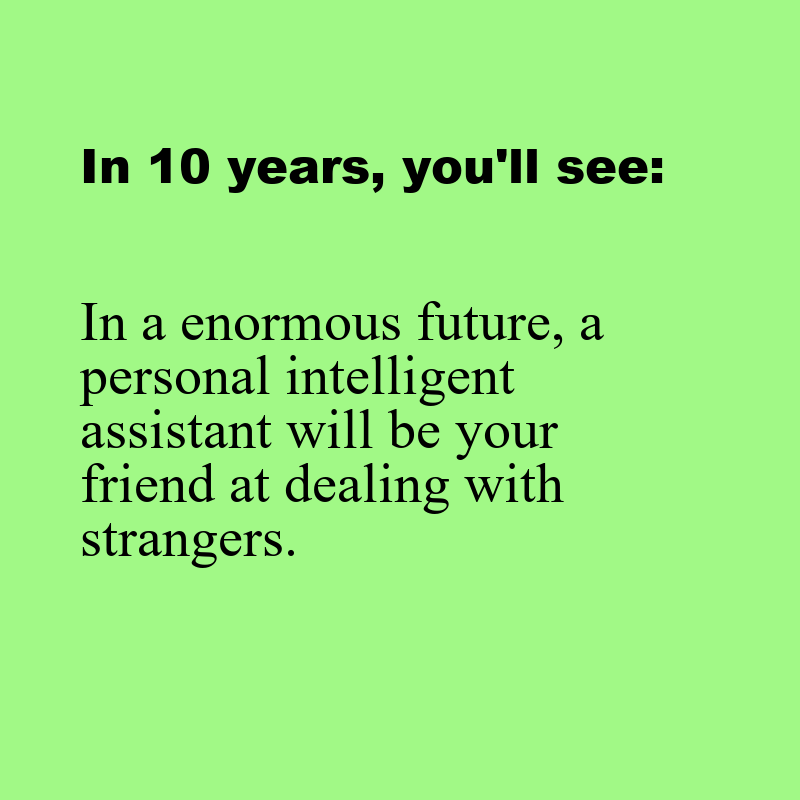 In 10 years, you'll see:
In a enormous future, a
personal intelligent
assistant will be your
friend at dealing with
strangers.